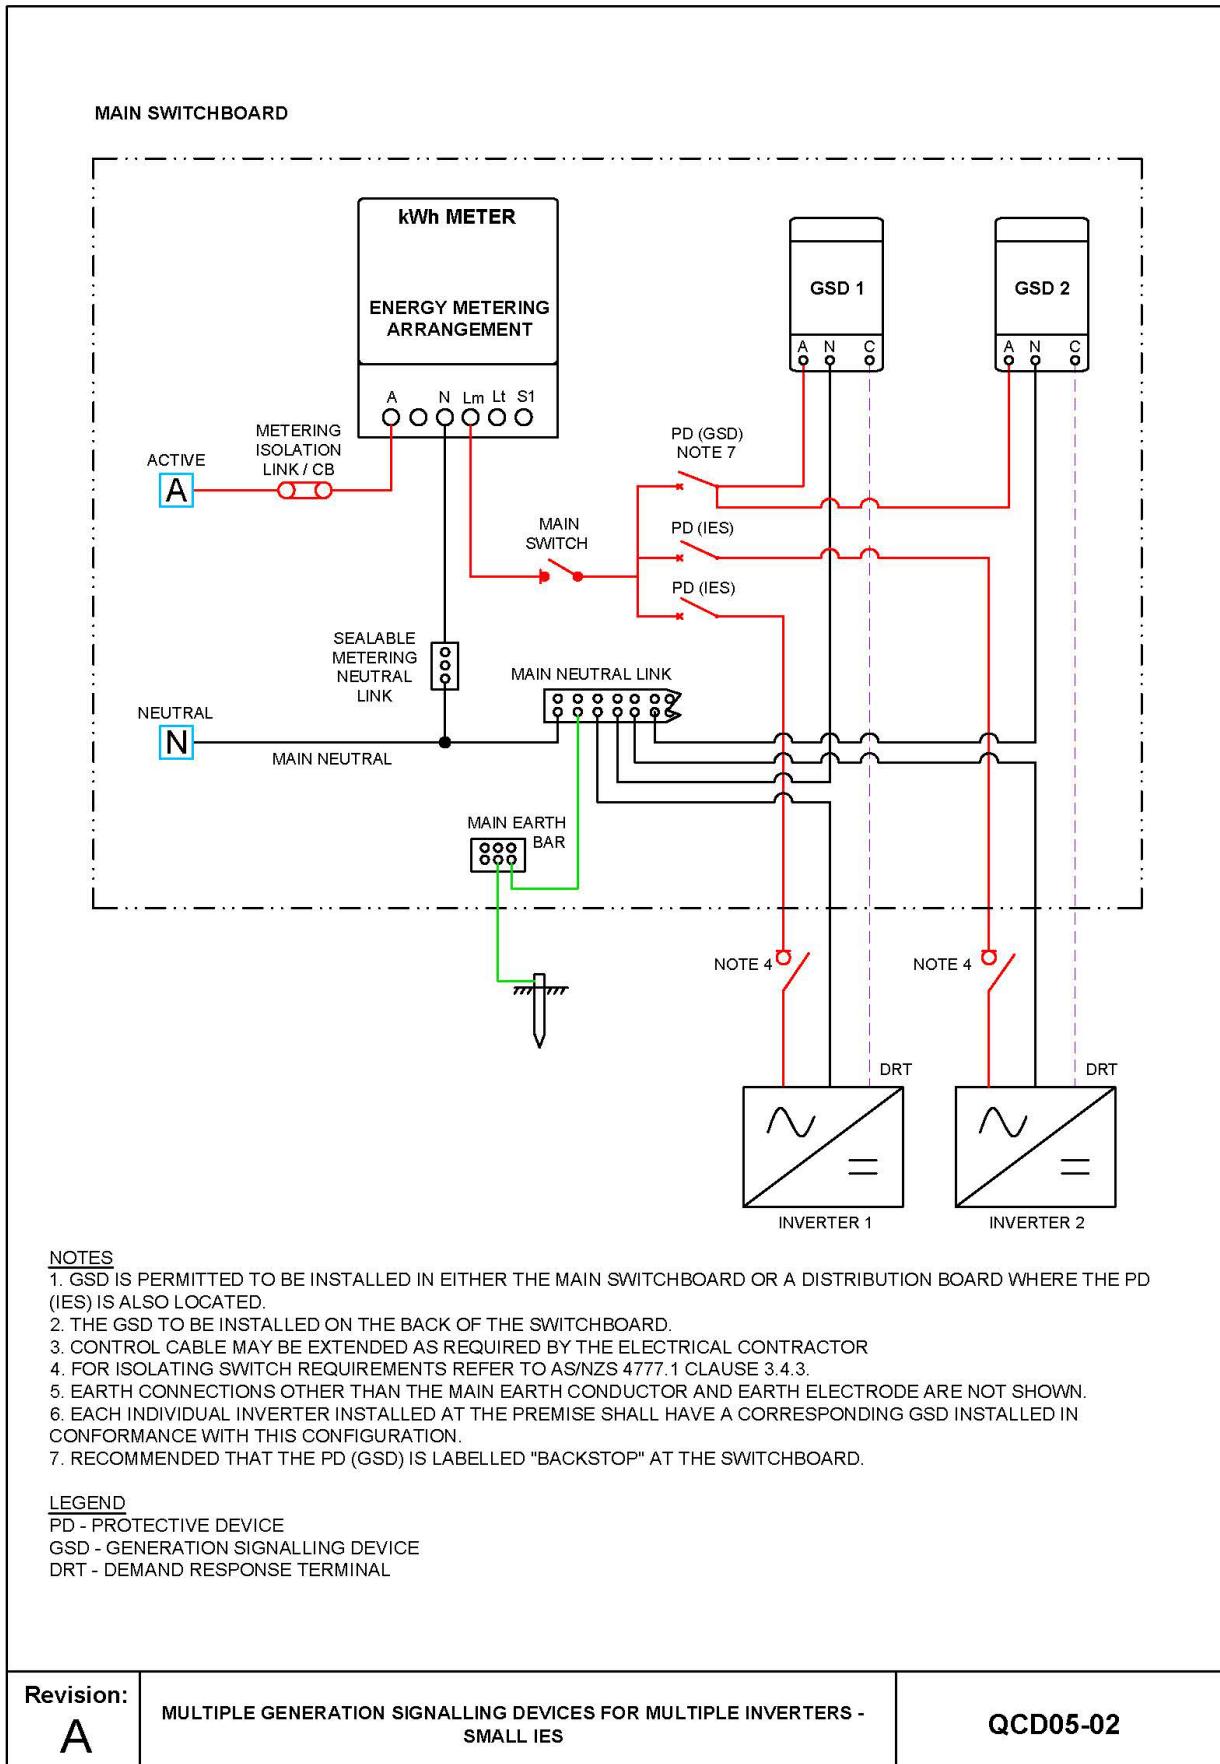 MAIN SWITCHBOARD
kWh METER
ENERGY METERING
ARRANGEMENT
A N Lm Lt S1
GSD 1
A N C
GSD 2
A N C
METERING
ISOLATION
LINK / CB
ACTIVE
A
PD (GSD)
NOTE 7
MAIN
SWITCH
PD (IES)
PD (IES)
SEALABLE
METERING
NEUTRAL
LINK
MAIN NEUTRAL LINK
NEUTRAL
N
MAIN NEUTRAL
MAIN EARTH
BAR
NOTE 4
NOTE 4
DRT
DRT
INVERTER 1
INVERTER 2
NOTES
1. GSD IS PERMITTED TO BE INSTALLED IN EITHER THE MAIN SWITCHBOARD OR A DISTRIBUTION BOARD WHERE THE PD
(IES) IS ALSO LOCATED.
2. THE GSD TO BE INSTALLED ON THE BACK OF THE SWITCHBOARD.
3. CONTROL CABLE MAY BE EXTENDED AS REQUIRED BY THE ELECTRICAL CONTRACTOR
4. FOR ISOLATING SWITCH REQUIREMENTS REFER TO AS/NZS 4777.1 CLAUSE 3.4.3.
5. EARTH CONNECTIONS OTHER THAN THE MAIN EARTH CONDUCTOR AND EARTH ELECTRODE ARE NOT SHOWN.
6. EACH INDIVIDUAL INVERTER INSTALLED AT THE PREMISE SHALL HAVE A CORRESPONDING GSD INSTALLED IN
CONFORMANCE WITH THIS CONFIGURATION.
7. RECOMMENDED THAT THE PD (GSD) IS LABELLED "BACKSTOP" AT THE SWITCHBOARD.
LEGEND
PD - PROTECTIVE DEVICE
GSD - GENERATION SIGNALLING DEVICE
DRT - DEMAND RESPONSE TERMINAL
Revision:
A
MULTIPLE GENERATION SIGNALLING DEVICES FOR MULTIPLE INVERTERS -
SMALL IES
QCD05-02